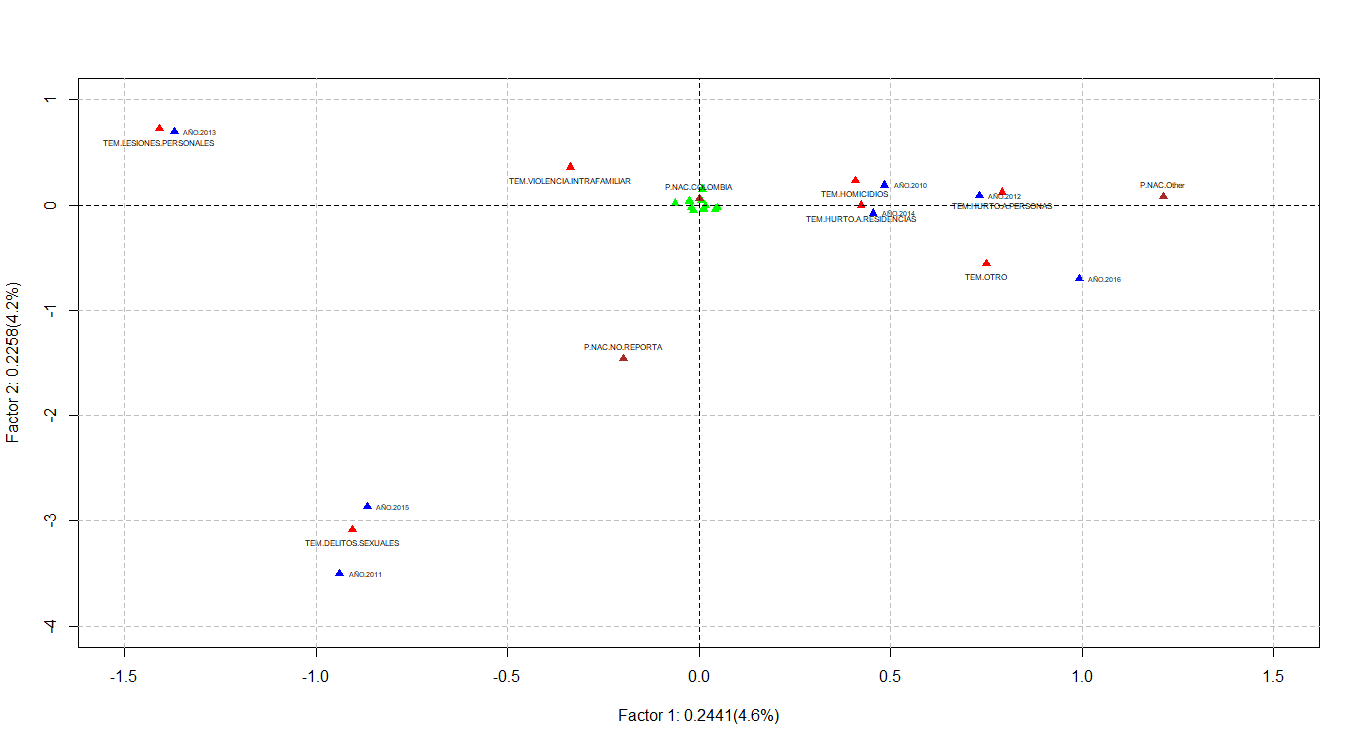 1
AÑO.2013
TEM.LESIONES.PERSONALES
TEM.VIOLENCIA.INTRAFAMILIAR
P.NAC.COLOMBIA
AÑO.2010
TEM.HOMICIDIOS
P.NAC.Other
AÑO.2012
TEM.HURTO.A.PERSONAS
0
AÑO.2014
TEM.HURTO.A.RESIDENCIAS
TEM.OTRO
AÑO.2016
-1
P.NAC.NO.REPORTA
-2
AÑO.2015
-3
TEM.DELITOS.SEXUALES
AÑO.2011
-4
Factor 2: 0.2258(4.2%)
-1.5 -1.0 -0.5 0.0 0.5 1.0 1.5
Factor 1: 0.2441(4.6%)